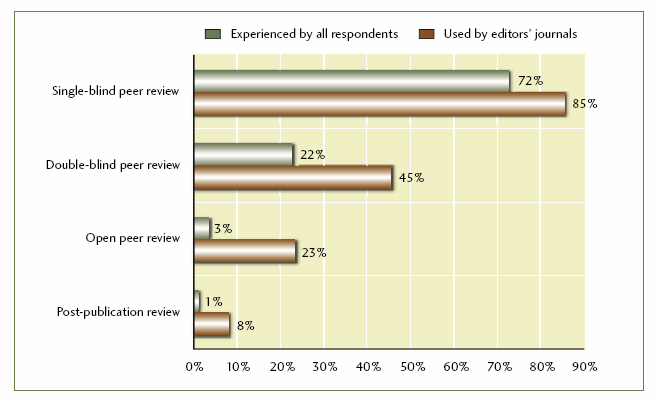 Experienced by all respondents Used by editors’ journals
Single-blind peer review 72%
85%
Double-blind peer review 22%
45%
Open peer review 3%
23%
Post-publication review 1%
8%
0% 10% 20% 30% 40% 50% 60% 70% 80% 90%